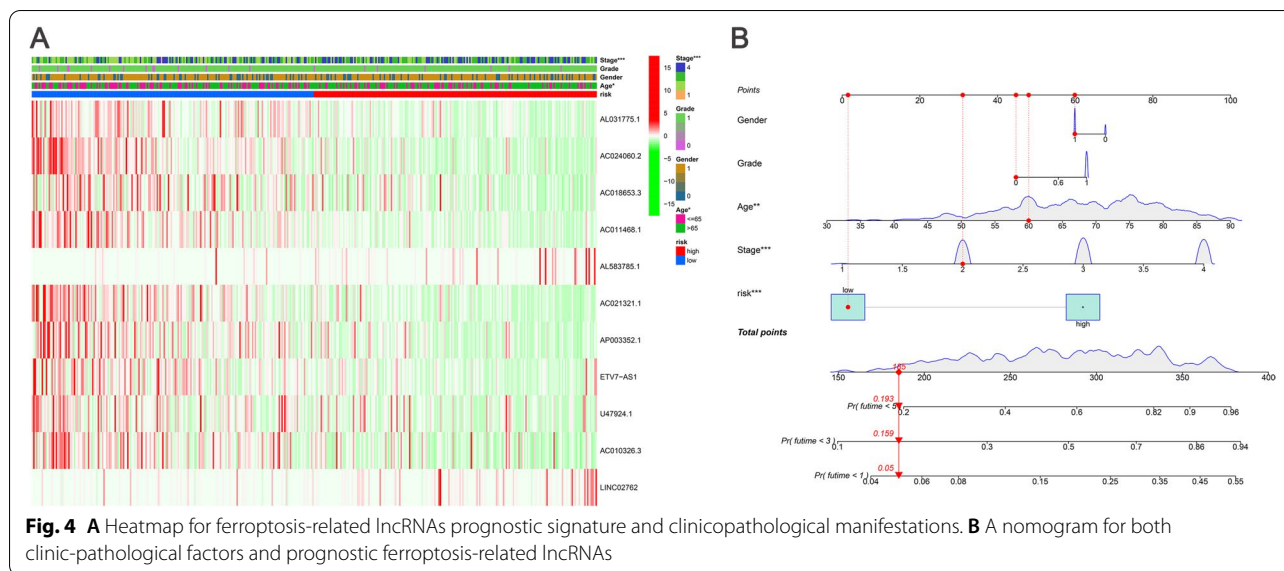 A
Stage***
Grade
Gender
Age*
risk
AL031775.1
AC024060.2
AC018653.3
AC011468.1
AL583785.1
AC021321.1
AP003352.1
ETV7−AS1
U47924.1
AC010326.3
LINC02762
15
10
5
0
−5
−10
−15
Stage***
4
1
Grade
1
0
Gender
1
0
Age*
<=65
>65
risk
high
low
B
Points
0 20 40 60 80 100
Gender
1 0
Grade
0 0.6 1
Age**
30 35 40 45 50 55 60 65 70 75 80 85 90
Stage***
1 1.5 2 2.5 3 3.5 4
risk***
low
high
Total points
150 200 250 300 350 400
0.193
Pr( futime < 5
0.2 0.4 0.6 0.82 0.9 0.96
0.159
Pr( futime < 3 )
0.1 0.3 0.5 0.7 0.86 0.94
0.05
Pr( futime < 1 )
0.04 0.06 0.08 0.15 0.25 0.35 0.45 0.55
Fig. 4 A Heatmap for ferroptosis-related lncRNAs prognostic signature and clinicopathological manifestations. B A nomogram for both
clinic-pathological factors and prognostic ferroptosis-related lncRNAs